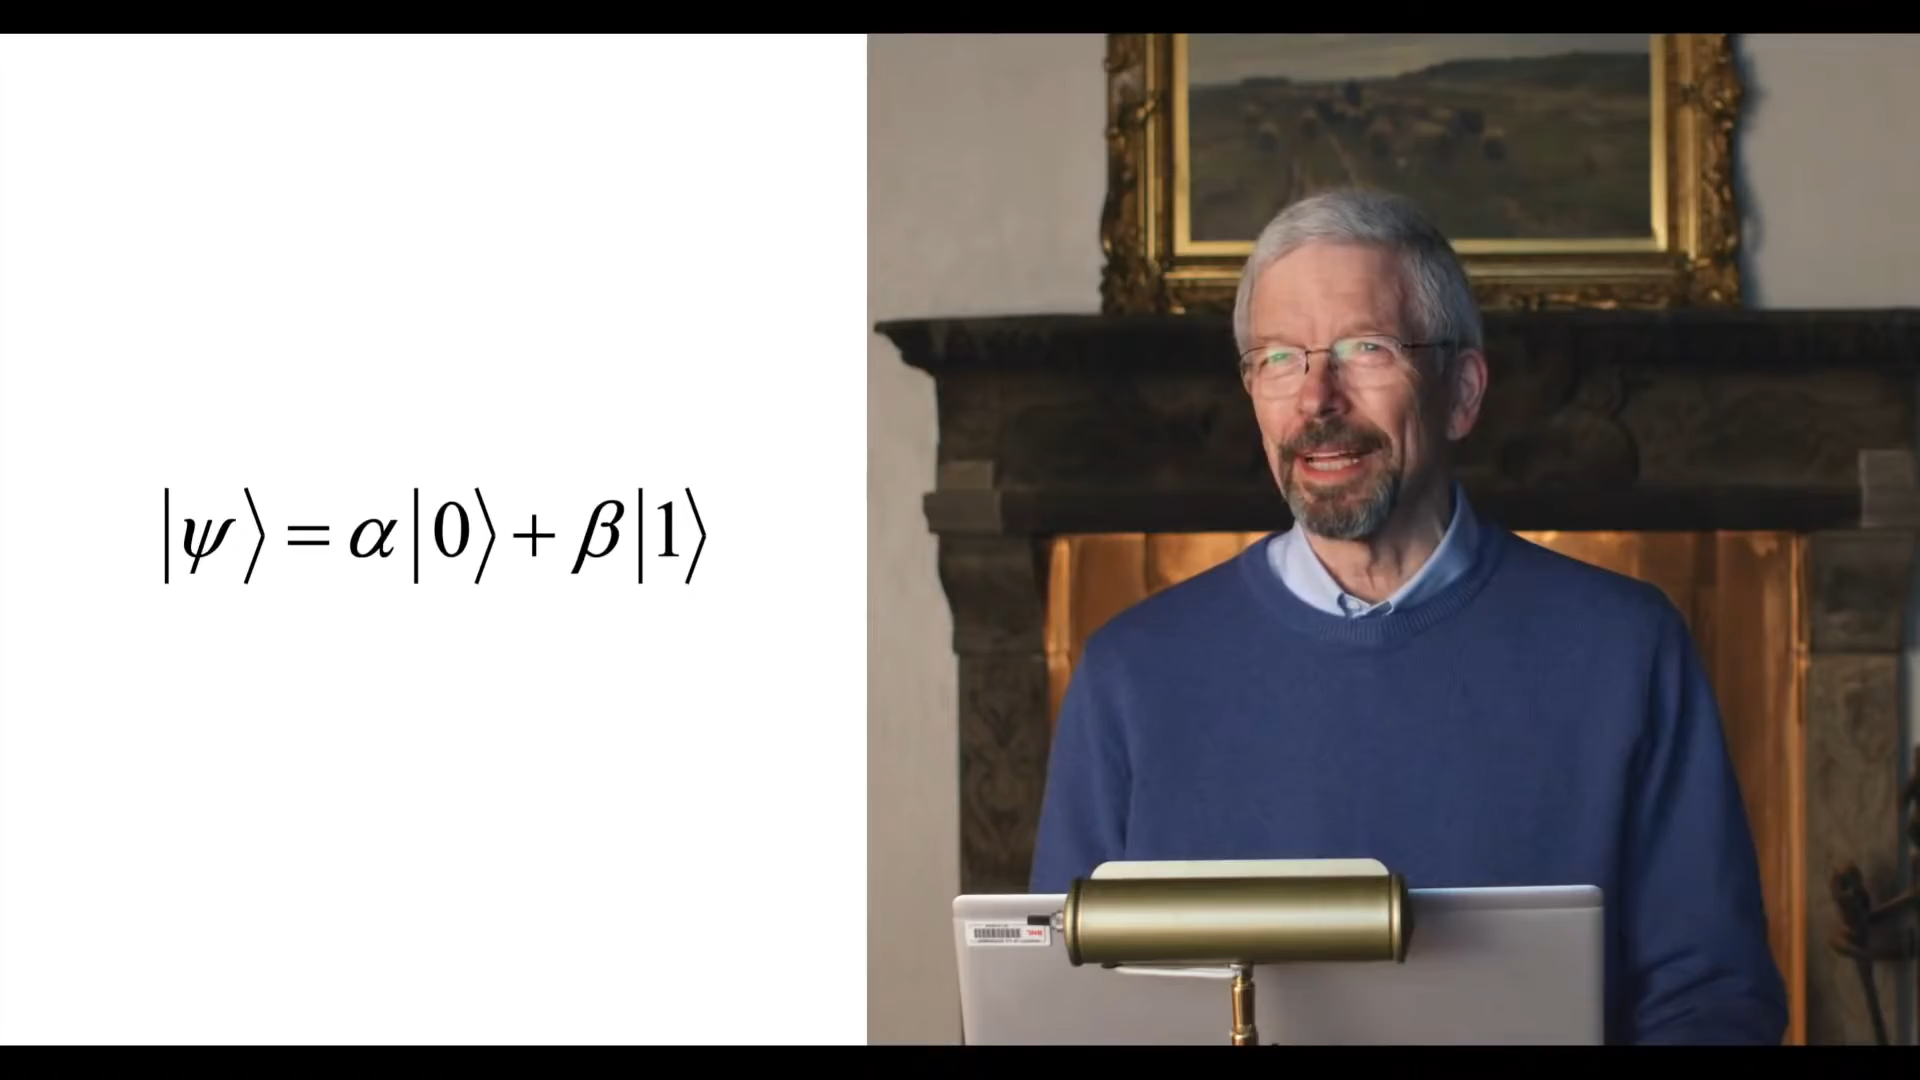 |ψ⟩ = α|0⟩ + β|1⟩